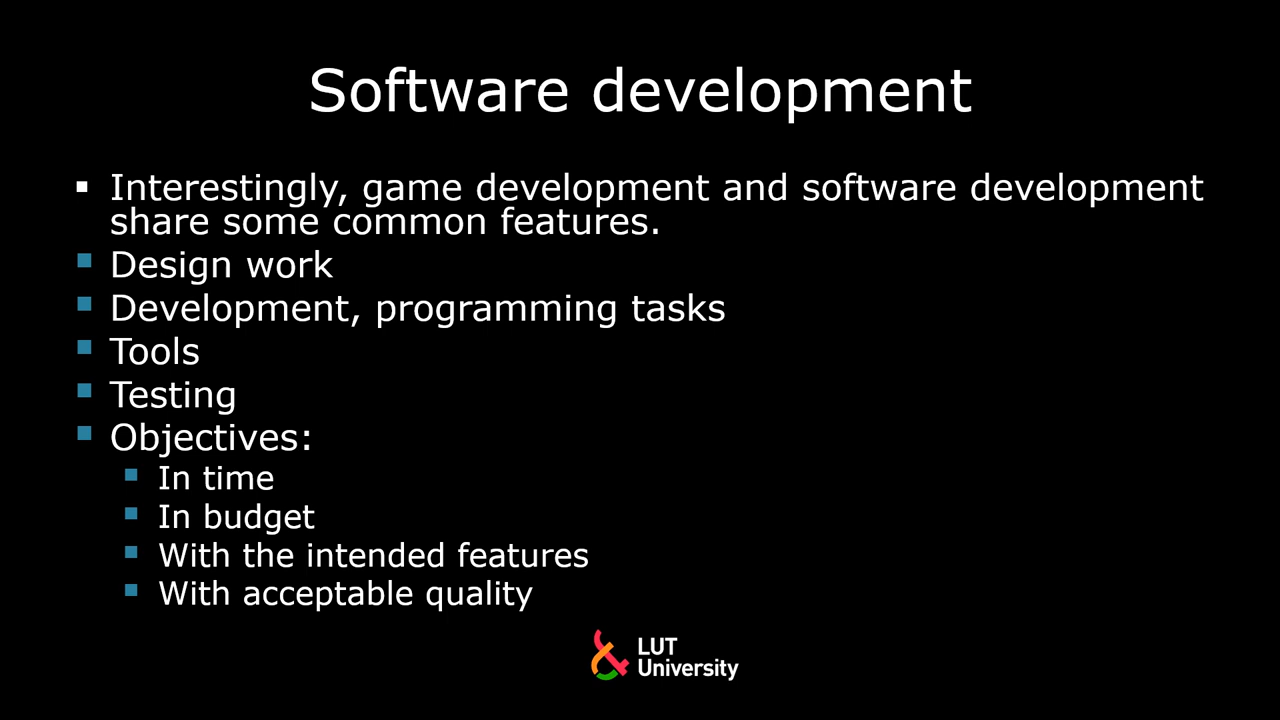 Software development
Interestingly, game development and software development
share some common features.
Design work
Development, programming tasks
Tools
Testing
Objectives:
In time
In budget
With the intended features
With acceptable quality
LUT
University